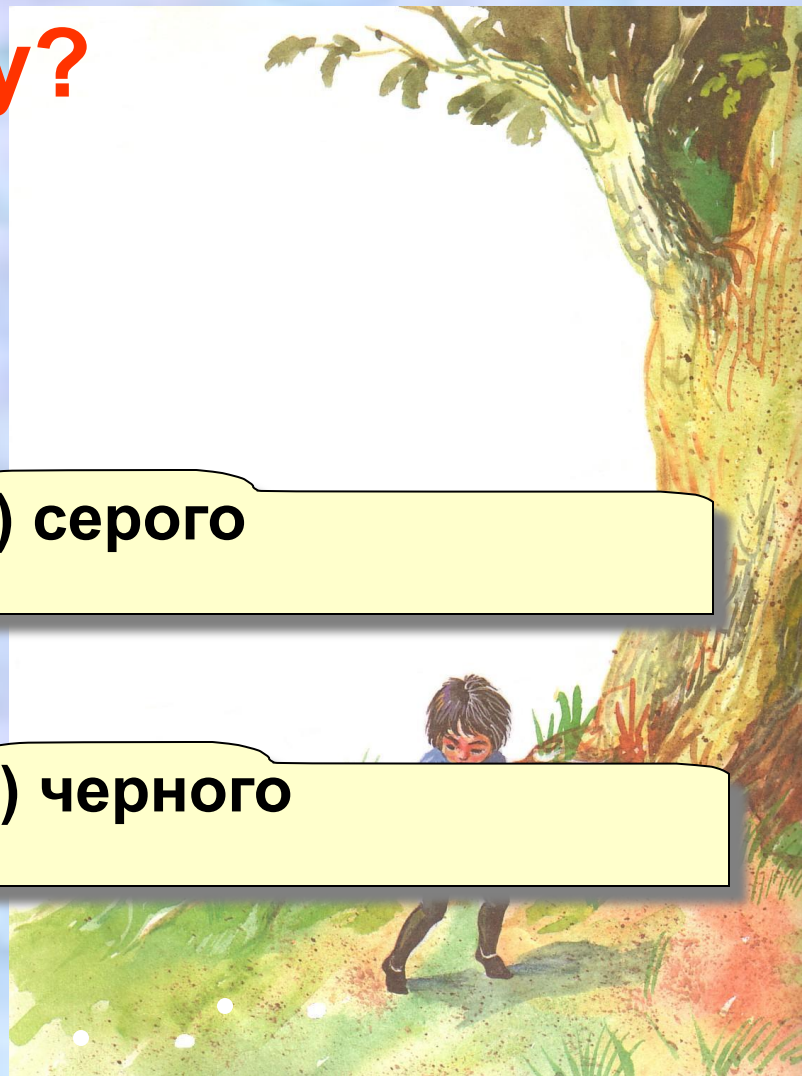 у?
) серого
) черного